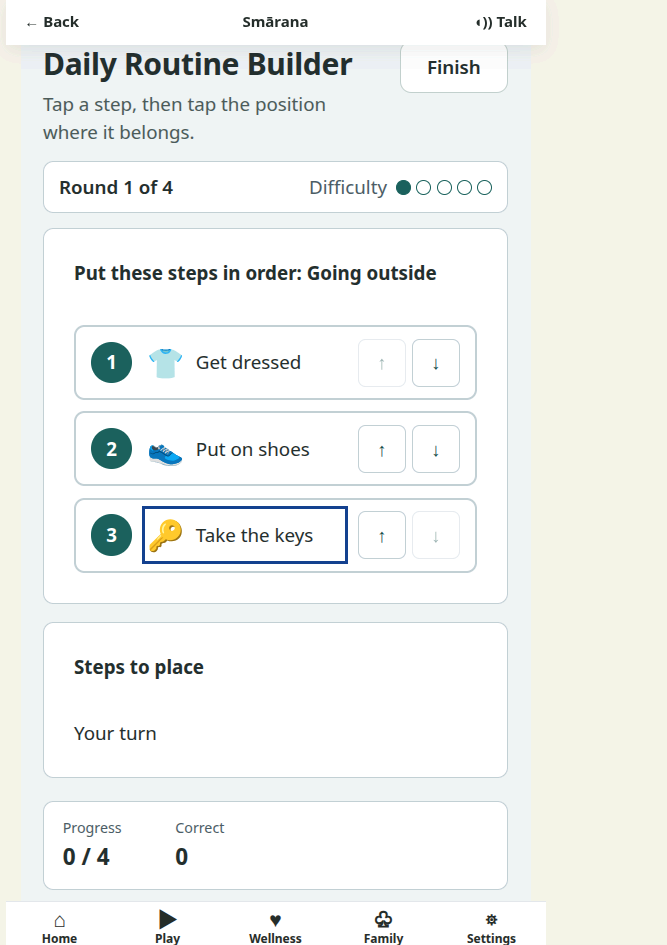 ← Back
Smārana
Talk
Daily Routine Builder
Finish
Tap a step, then tap the position
where it belongs.
Round 1 of 4
Difficulty
Put these steps in order: Going outside
1 Get dressed ↑ ↓
2 Put on shoes ↑ ↓
3 Take the keys ↑ ↓
Steps to place
Your turn
Progress
0 / 4
Correct
0
Home
Play
Wellness
Family
Settings